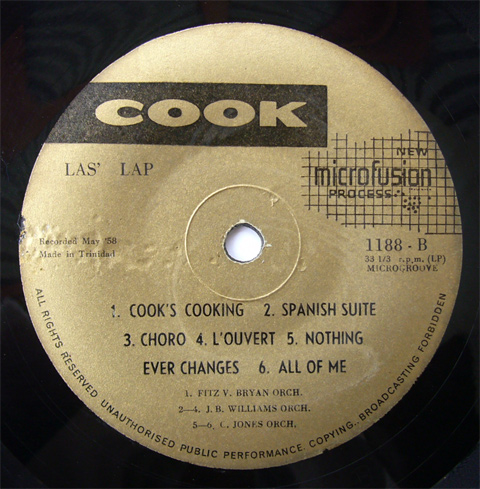 COOK
LAS' LAP
NEW
microfusion
PROCESS
Recorded May '58
Made in Trinidad
1188 - B
33 1/3 r.p.m. (LP)
MICROGROOVE
1. COOK'S COOKING 2. SPANISH SUITE
3. CHORO 4. L'OUVERT 5. NOTHING
EVER CHANGES 6. ALL OF ME
1. FITZ V. BRYAN ORCH.
2—4. J. B. WILLIAMS ORCH.
5—6. C. JONES ORCH.
ALL RIGHTS RESERVED UNAUTHORISED PUBLIC PERFORMANCE. COPYING.. BROADCASTING FORBIDDEN